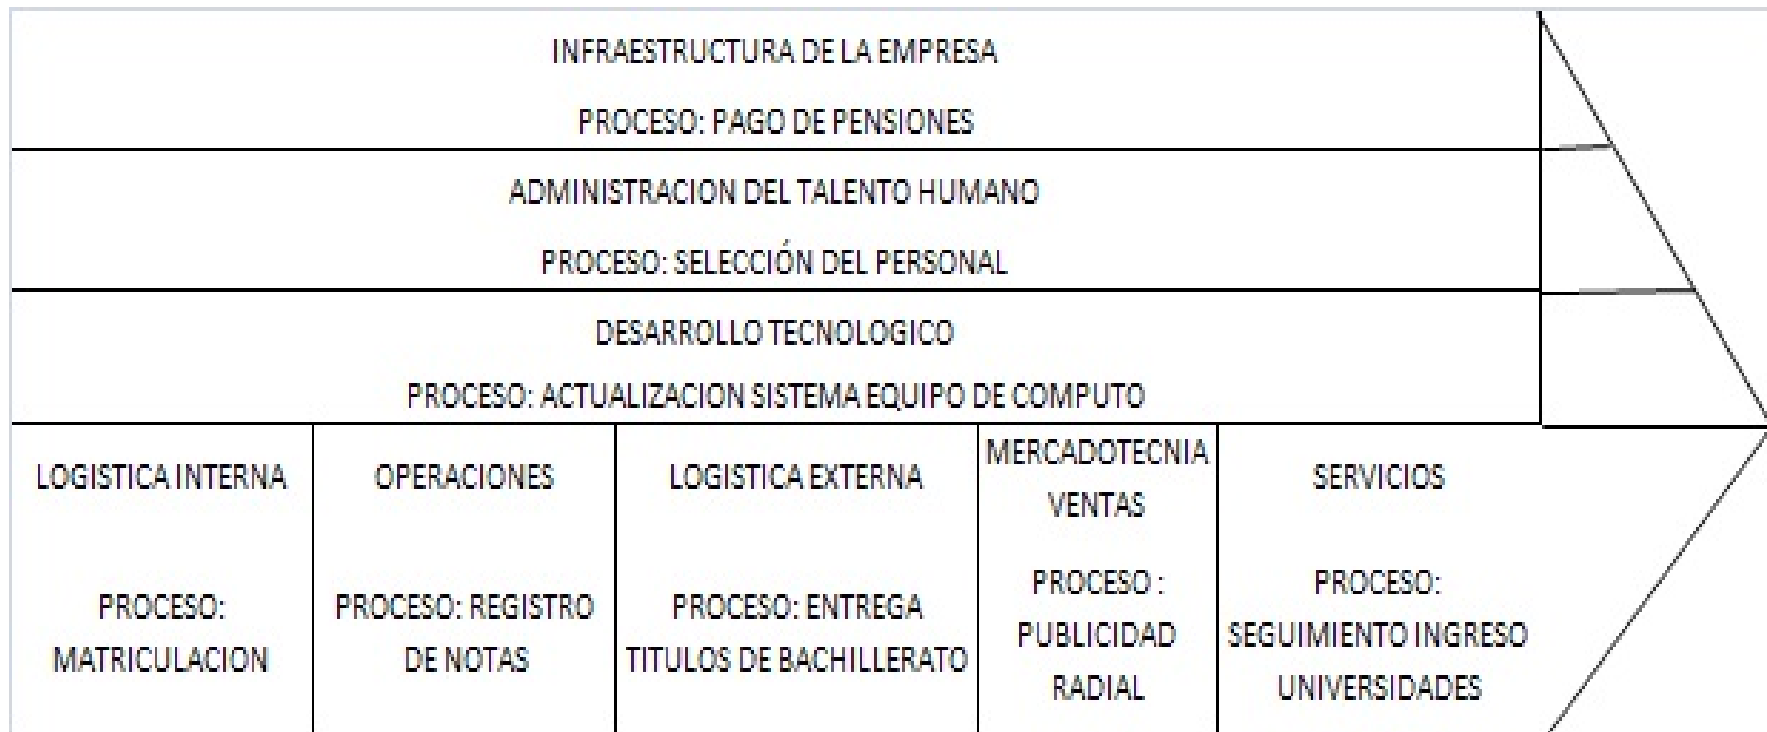 INFRAESTRUCTURA DE LA EMPRESA
PROCESO: PAGO DE PENSIONES
ADMINISTRACION DEL TALENTO HUMANO
PROCESO: SELECCIÓN DEL PERSONAL
DESARROLLO TECNOLOGICO
PROCESO: ACTUALIZACION SISTEMA EQUIPO DE COMPUTO
LOGISTICA INTERNA
PROCESO:
MATRICULACION
OPERACIONES
PROCESO: REGISTRO
DE NOTAS
LOGISTICA EXTERNA
PROCESO: ENTREGA
TITULOS DE BACHILLERATO
MERCADOTECNIA
VENTAS
PROCESO :
PUBLICIDAD
RADIAL
SERVICIOS
PROCESO:
SEGUIMIENTO INGRESO
UNIVERSIDADES